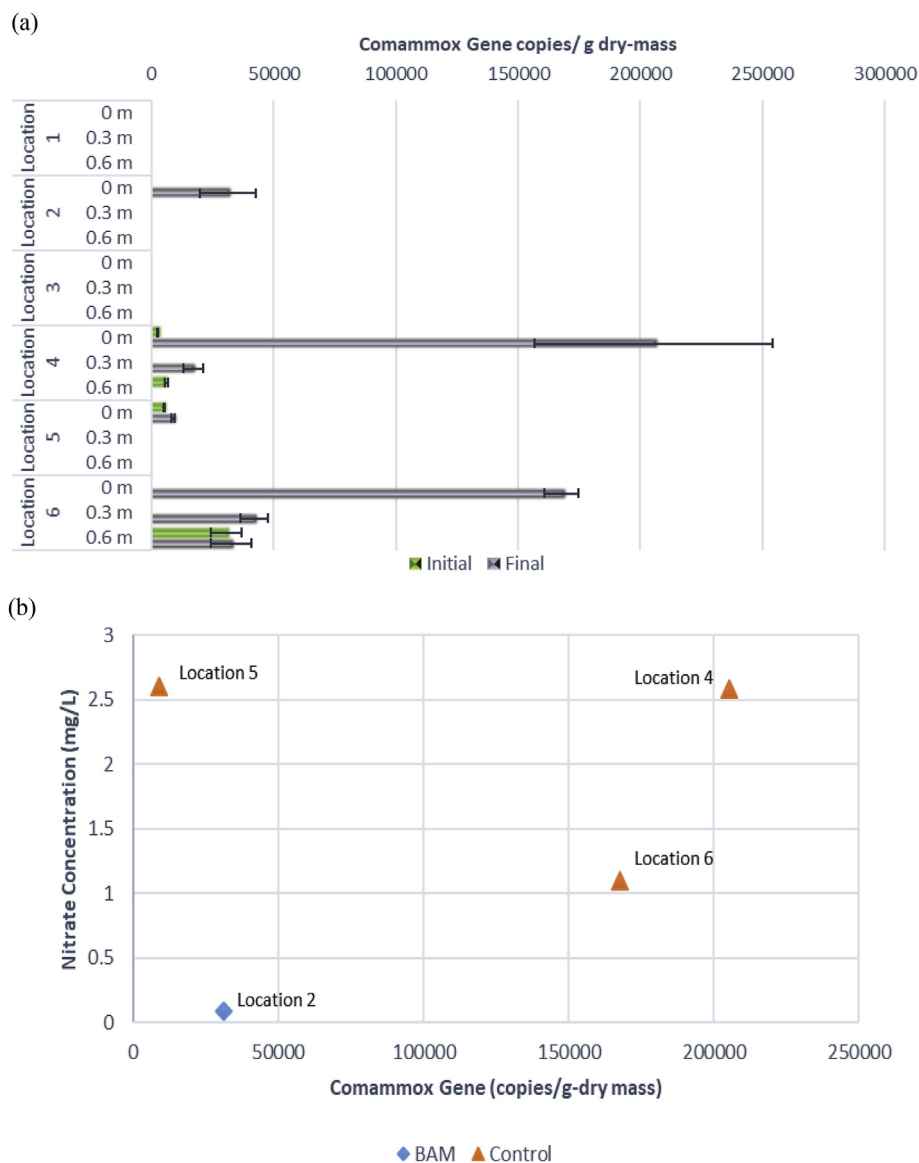 (a)
Comammox Gene copies/ g dry-mass
0 50000 100000 150000 200000 250000 300000
Location 1
0 m
0.3 m
0.6 m
Location 2
0 m
0.3 m
0.6 m
Location 3
0 m
0.3 m
0.6 m
Location 4
0 m
0.3 m
0.6 m
Location 5
0 m
0.3 m
0.6 m
Location 6
0 m
0.3 m
0.6 m
Initial Final
(b)
Nitrate Concentration (mg/L)
3
2.5
2
1.5
1
0.5
0
Location 5
Location 4
Location 6
Location 2
0 50000 100000 150000 200000 250000
Comammox Gene (copies/g-dry mass)
BAM Control